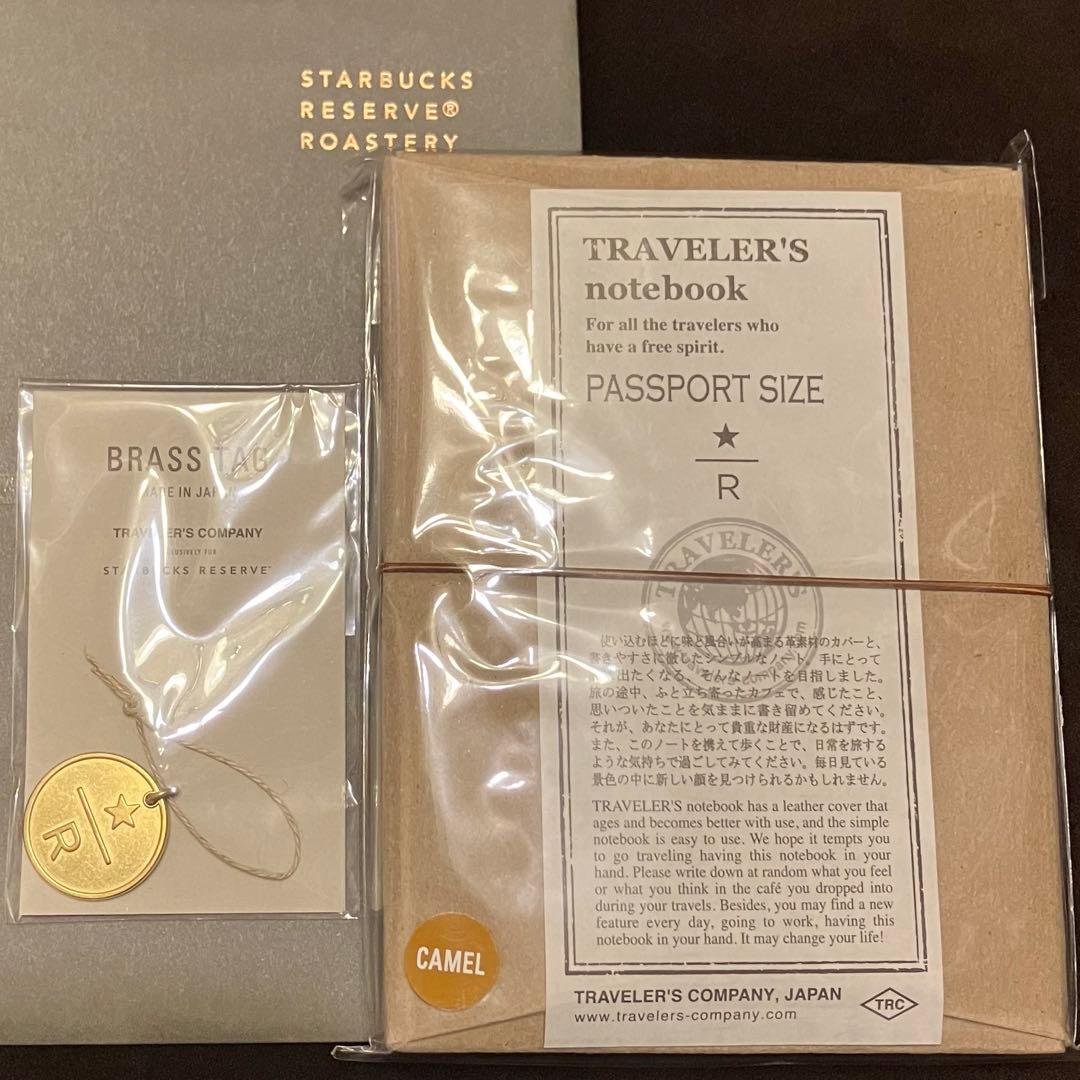 STARBUCKS
RESERVE®
ROASTERY
BRASS TAG
MADE IN JAPAN
TRAVELER'S COMPANY
EXCLUSIVELY FOR
STARBUCKS RESERVE™
R
TRAVELER'S
notebook
For all the travelers who
have a free spirit.
PASSPORT SIZE
R
TRAVELER'S
使い込むほどに味と風合いが高まる革素材のカバーと、
書きやすさに徹したシンプルなノート。手にとって
出たくなる、そんなノートを目指しました。
旅の途中、ふと立ち寄ったカフェで、感じたこと、
思いついたことを気ままに書き留めてください。
それが、あなたにとって貴重な財産になるはずです。
また、このノートを携えて歩くことで、日常を旅する
ような気持ちで過ごしてみてください。毎日見ている
景色の中に新しい顔を見つけられるかもしれません。
TRAVELER'S notebook has a leather cover that
ages and becomes better with use, and the simple
notebook is easy to use. We hope it tempts you
to go traveling having this notebook in your
hand. Please write down at random what you feel
or what you think in the café you dropped into
during your travels. Besides, you may find a new
feature every day, going to work, having this
notebook in your hand. It may change your life!
CAMEL
TRAVELER'S COMPANY, JAPAN
www.travelers-company.com
TRC